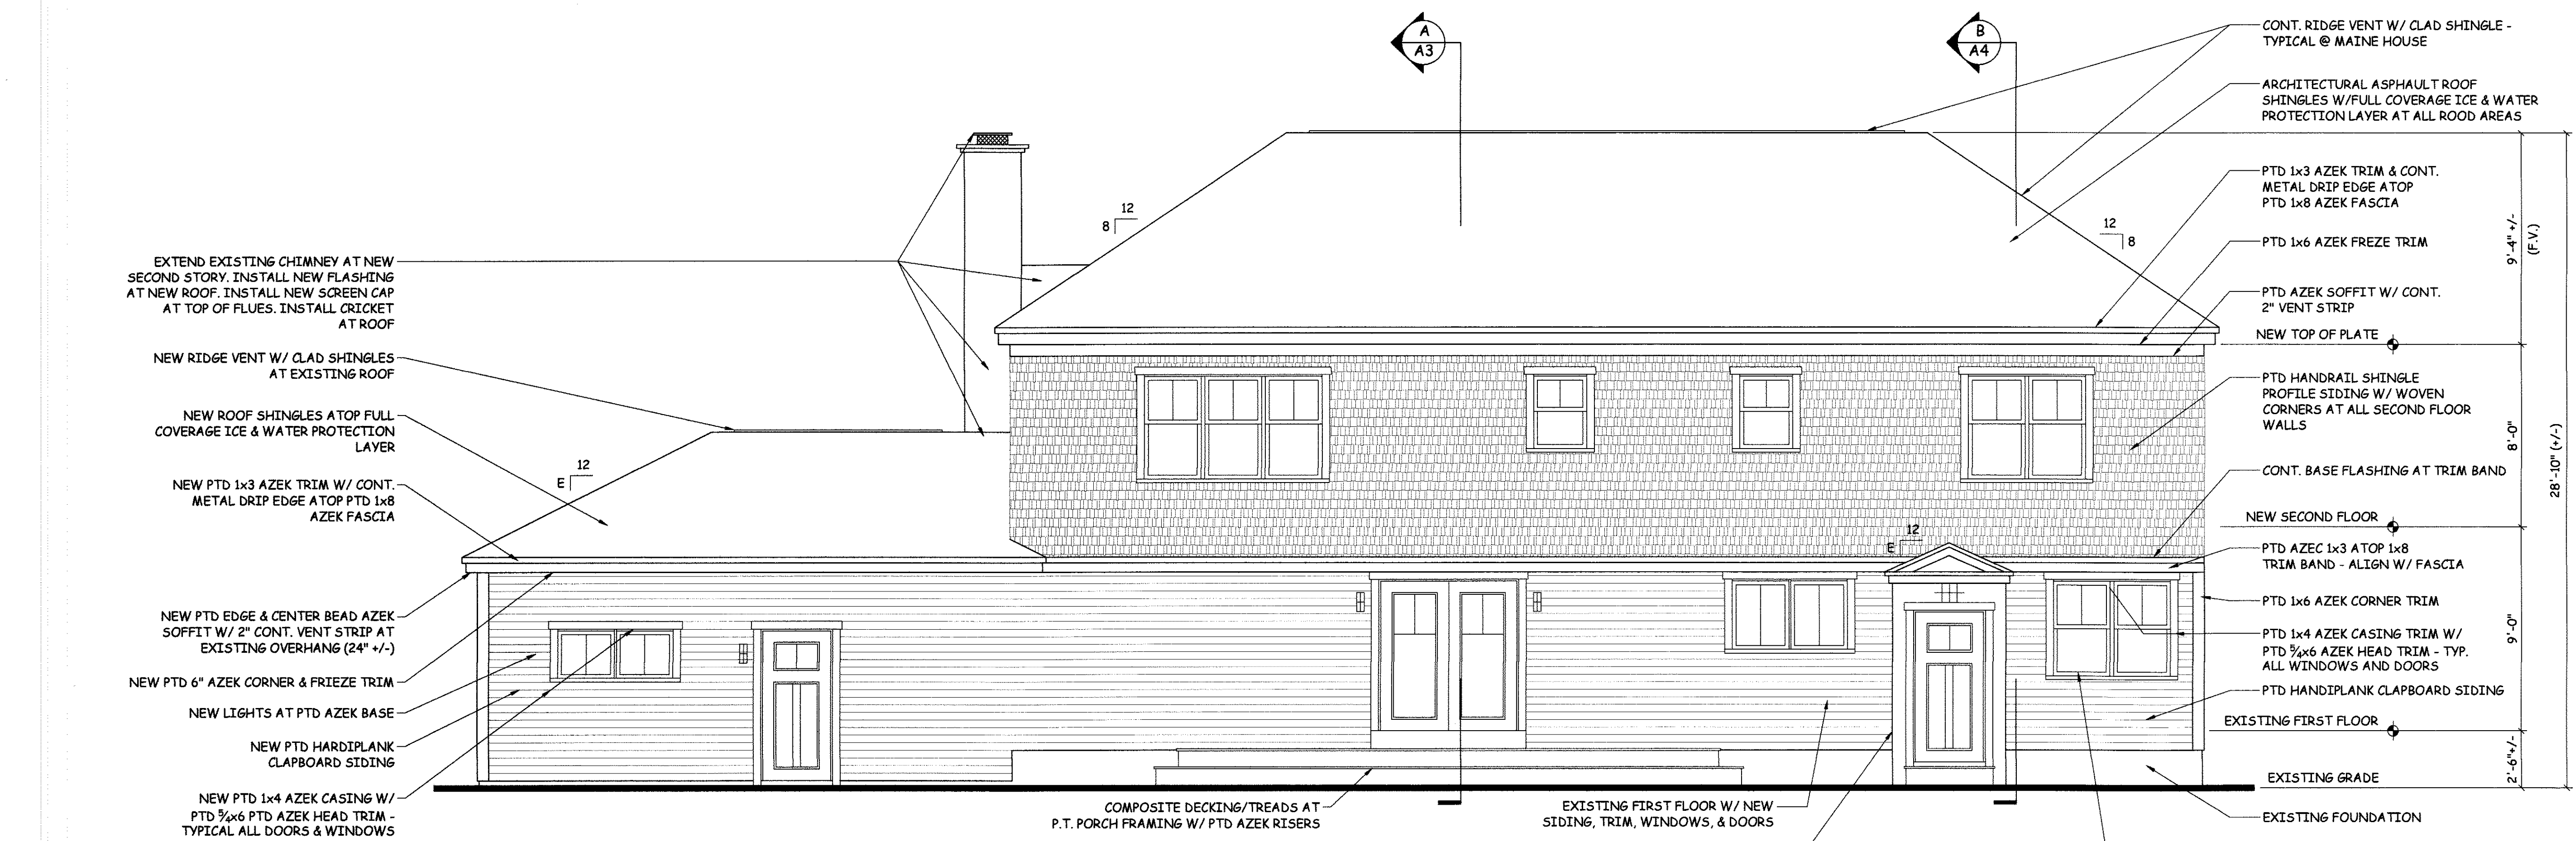 A
A3
B
A4
CONT. RIDGE VENT W/ CLAD SHINGLE -
TYPICAL @ MAINE HOUSE
ARCHITECTURAL ASPHAULT ROOF
SHINGLES W/FULL COVERAGE ICE & WATER
PROTECTION LAYER AT ALL ROOD AREAS
PTD 1x3 AZEK TRIM & CONT.
METAL DRIP EDGE ATOP
PTD 1x8 AZEK FASCIA
PTD 1x6 AZEK FREZE TRIM
PTD AZEK SOFFIT W/ CONT.
2" VENT STRIP
NEW TOP OF PLATE
PTD HANDRAIL SHINGLE
PROFILE SIDING W/ WOVEN
CORNERS AT ALL SECOND FLOOR
WALLS
CONT. BASE FLASHING AT TRIM BAND
NEW SECOND FLOOR
PTD AZEC 1x3 ATOP 1x8
TRIM BAND - ALIGN W/ FASCIA
PTD 1x6 AZEK CORNER TRIM
PTD 1x4 AZEK CASING TRIM W/
PTD 5/4x6 AZEK HEAD TRIM - TYP.
ALL WINDOWS AND DOORS
PTD HANDIPLANK CLAPBOARD SIDING
EXISTING FIRST FLOOR
EXISTING GRADE
EXISTING FOUNDATION
9'-4" +/-
(F.V.)
8'-0"
9'-0"
2'-6"+/-
28'-10" (+/-)
12
8
12
8
12
E
12
E
EXTEND EXISTING CHIMNEY AT NEW
SECOND STORY. INSTALL NEW FLASHING
AT NEW ROOF. INSTALL NEW SCREEN CAP
AT TOP OF FLUES. INSTALL CRICKET
AT ROOF
NEW RIDGE VENT W/ CLAD SHINGLES
AT EXISTING ROOF
NEW ROOF SHINGLES ATOP FULL
COVERAGE ICE & WATER PROTECTION
LAYER
NEW PTD 1x3 AZEK TRIM W/ CONT.
METAL DRIP EDGE ATOP PTD 1x8
AZEK FASCIA
NEW PTD EDGE & CENTER BEAD AZEK
SOFFIT W/ 2" CONT. VENT STRIP AT
EXISTING OVERHANG (24" +/-)
NEW PTD 6" AZEK CORNER & FRIEZE TRIM
NEW LIGHTS AT PTD AZEK BASE
NEW PTD HARDIPLANK
CLAPBOARD SIDING
NEW PTD 1x4 AZEK CASING W/
PTD 5/4x6 PTD AZEK HEAD TRIM -
TYPICAL ALL DOORS & WINDOWS
COMPOSITE DECKING/TREADS AT
P.T. PORCH FRAMING W/ PTD AZEK RISERS
EXISTING FIRST FLOOR W/ NEW
SIDING, TRIM, WINDOWS, & DOORS